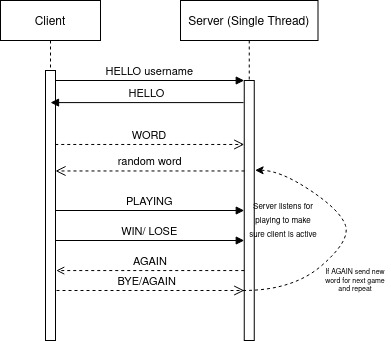 Client
Server (Single Thread)
HELLO username
HELLO
WORD
random word
PLAYING
Server listens for
playing to make
sure client is active
WIN/ LOSE
AGAIN
BYE/AGAIN
If AGAIN send new
word for next game
and repeat